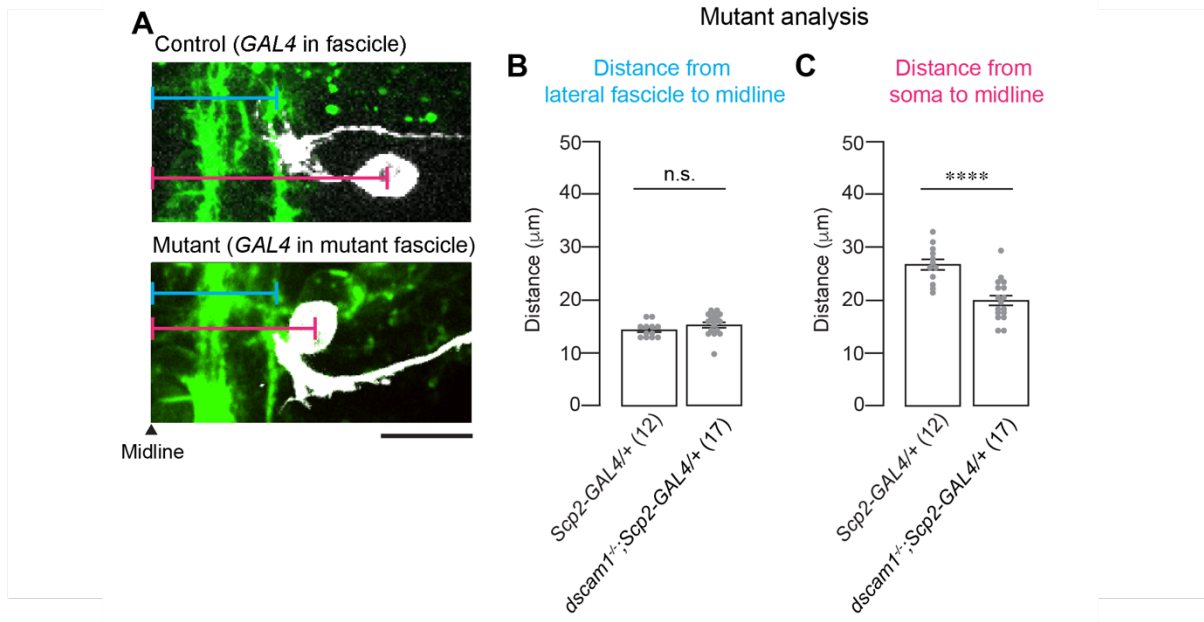 Mutant analysis
A
Control (GAL4 in fascicle)
Mutant (GAL4 in mutant fascicle)
Midline
B
Distance from
lateral fascicle to midline
Distance (μm)
50
40
30
20
10
0
n.s.
Scp2-GAL4/+ (12)
dscam1-/-;Scp2-GAL4/+ (17)
C
Distance from
soma to midline
Distance (μm)
50
40
30
20
10
0
****
Scp2-GAL4/+ (12)
dscam1-/-;Scp2-GAL4/+ (17)